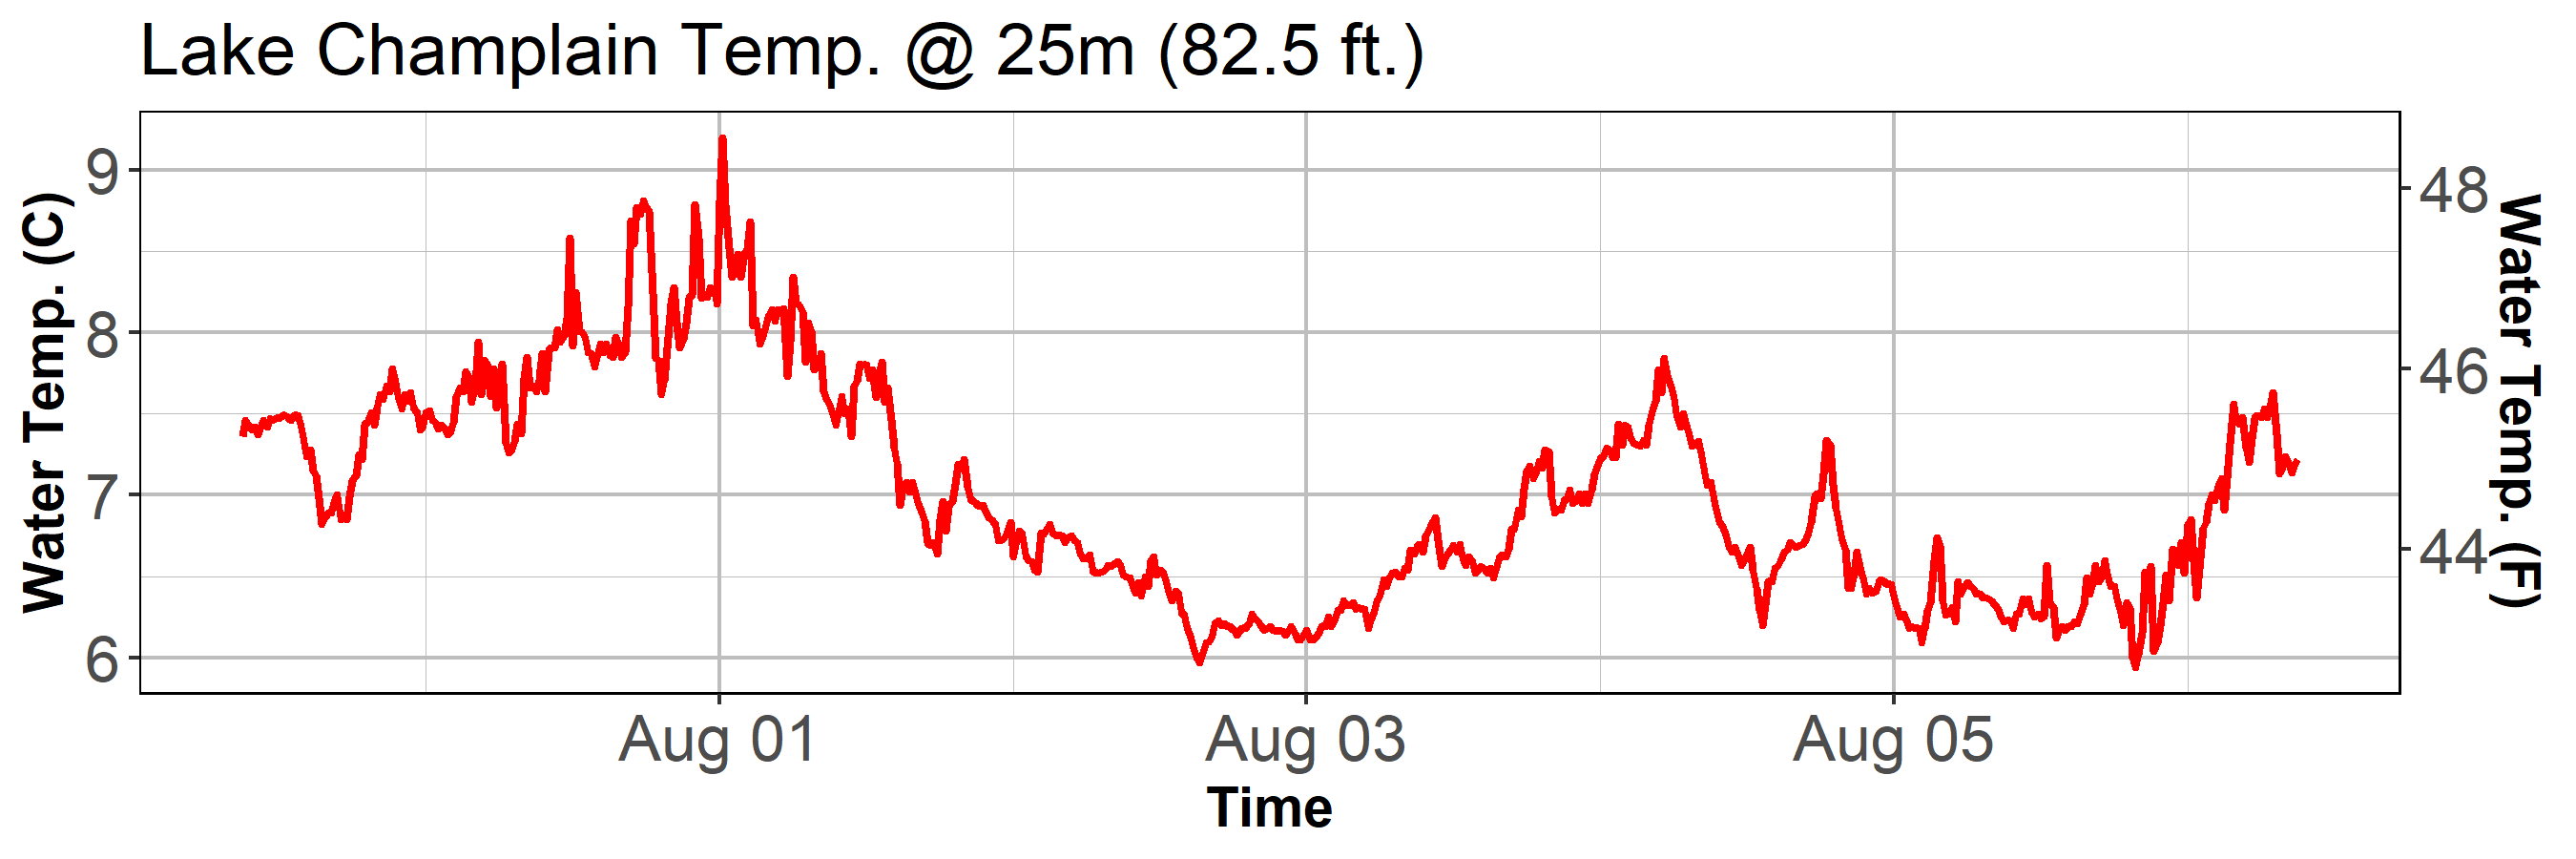 Lake Champlain Temp. @ 25m (82.5 ft.)
Water Temp. (C)
9
8
7
6
48
46
44
Water Temp. (F)
Aug 01
Aug 03
Aug 05
Time